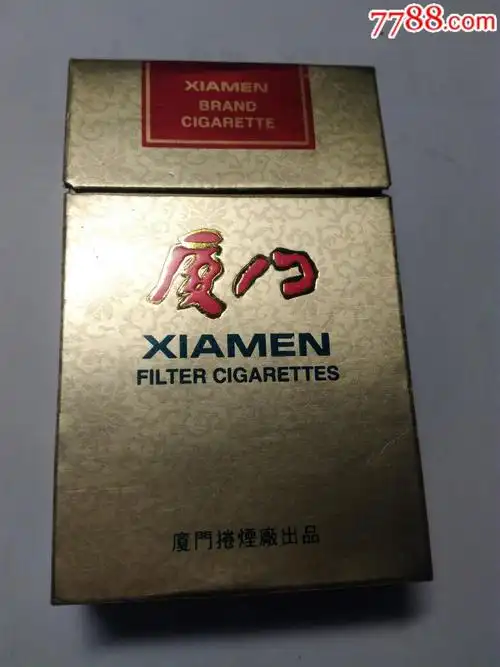 7788.com
XIAMEN
BRAND
CIGARETTE
厦门
XIAMEN
FILTER CIGARETTES
廈門捲煙廠出品